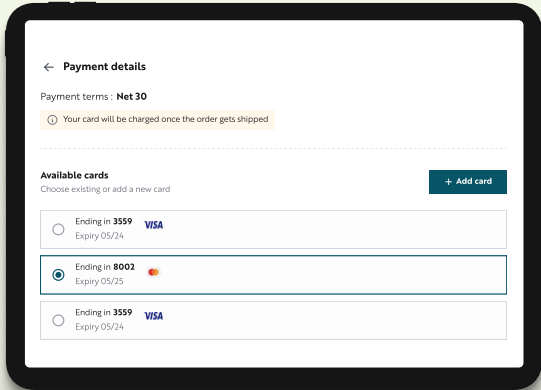 Payment details
Payment terms : Net 30
Your card will be charged once the order gets shipped
Available cards
Choose existing or add a new card
+ Add card
Ending in 3559 VISA
Expiry 05/24
Ending in 8002
Expiry 05/25
Ending in 3559 VISA
Expiry 05/24